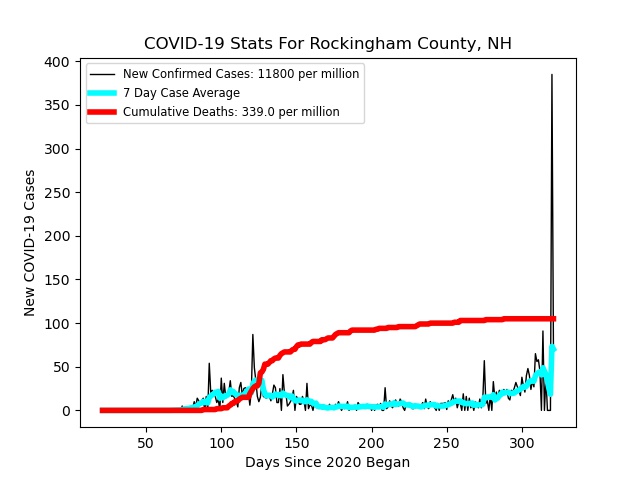 COVID-19 Stats For Rockingham County, NH
New Confirmed Cases: 11800 per million
7 Day Case Average
Cumulative Deaths: 339.0 per million
New COVID-19 Cases
400
350
300
250
200
150
100
50
0
50 100 150 200 250 300
Days Since 2020 Began